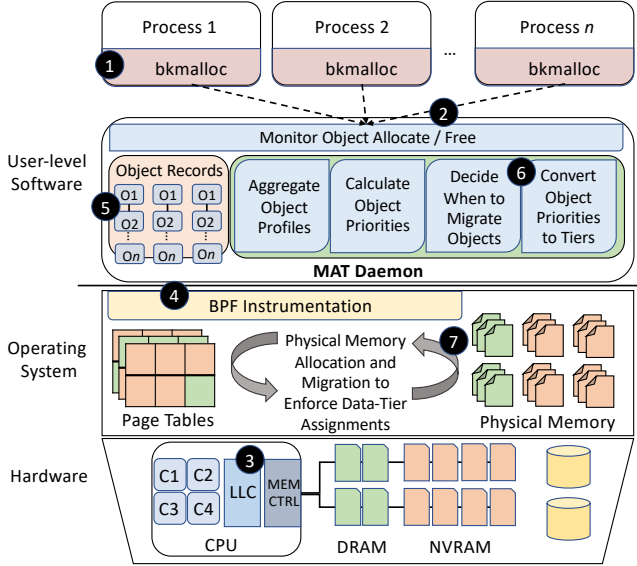 Process 1
Process 2
Process n
...
1
bkmalloc
bkmalloc
bkmalloc
2
Monitor Object Allocate / Free
User-level
Software
Object Records
5
O1
O1
O1
O2
O2
O2
On
On
On
Aggregate
Object
Profiles
Calculate
Object
Priorities
Decide
When to
Migrate
Objects
6
Convert
Object
Priorities
to Tiers
MAT Daemon
4
BPF Instrumentation
Operating
System
Page Tables
Physical Memory
Allocation and
Migration to
Enforce Data-Tier
Assignments
7
Physical Memory
Hardware
C1
C2
C3
C4
3
LLC
MEM
CTRL
CPU
DRAM
NVRAM